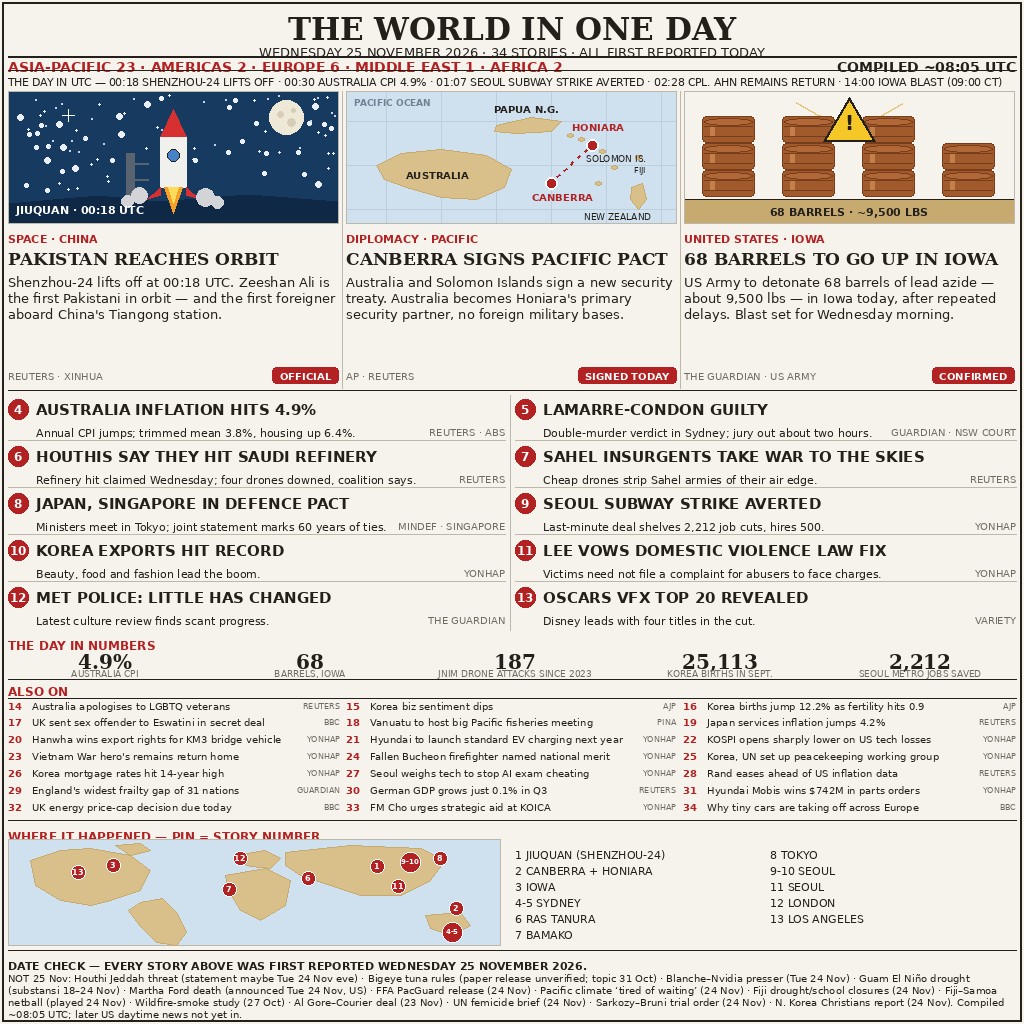 THE WORLD IN ONE DAY
WEDNESDAY 25 NOVEMBER 2026 · 34 STORIES · ALL FIRST REPORTED TODAY
ASIA-PACIFIC 23 · AMERICAS 2 · EUROPE 6 · MIDDLE EAST 1 · AFRICA 2
COMPILED ~08:05 UTC
THE DAY IN UTC — 00:18 SHENZHOU-24 LIFTS OFF · 00:30 AUSTRALIA CPI 4.9% · 01:07 SEOUL SUBWAY STRIKE AVERTED · 02:28 CPL. AHN REMAINS RETURN · 14:00 IOWA BLAST (09:00 CT)
JIUQUAN · 00:18 UTC
SPACE · CHINA
PAKISTAN REACHES ORBIT
Shenzhou-24 lifts off at 00:18 UTC. Zeeshan Ali is
the first Pakistani in orbit — and the first foreigner
aboard China's Tiangong station.
REUTERS · XINHUA
OFFICIAL
PACIFIC OCEAN
PAPUA N.G.
HONIARA
SOLOMON IS.
FIJI
AUSTRALIA
CANBERRA
NEW ZEALAND
DIPLOMACY · PACIFIC
CANBERRA SIGNS PACIFIC PACT
Australia and Solomon Islands sign a new security
treaty. Australia becomes Honiara's primary
security partner, no foreign military bases.
AP · REUTERS
SIGNED TODAY
!
68 BARRELS · ~9,500 LBS
UNITED STATES · IOWA
68 BARRELS TO GO UP IN IOWA
US Army to detonate 68 barrels of lead azide —
about 9,500 lbs — in Iowa today, after repeated
delays. Blast set for Wednesday morning.
THE GUARDIAN · US ARMY
CONFIRMED
4 AUSTRALIA INFLATION HITS 4.9%
Annual CPI jumps; trimmed mean 3.8%, housing up 6.4%. REUTERS · ABS
5 LAMARRE-CONDON GUILTY
Double-murder verdict in Sydney; jury out about two hours. GUARDIAN · NSW COURT
6 HOUTHIS SAY THEY HIT SAUDI REFINERY
Refinery hit claimed Wednesday; four drones downed, coalition says. REUTERS
7 SAHEL INSURGENTS TAKE WAR TO THE SKIES
Cheap drones strip Sahel armies of their air edge. REUTERS
8 JAPAN, SINGAPORE IN DEFENCE PACT
Ministers meet in Tokyo; joint statement marks 60 years of ties. MINDEF · SINGAPORE
9 SEOUL SUBWAY STRIKE AVERTED
Last-minute deal shelves 2,212 job cuts, hires 500. YONHAP
10 KOREA EXPORTS HIT RECORD
Beauty, food and fashion lead the boom. YONHAP
11 LEE VOWS DOMESTIC VIOLENCE LAW FIX
Victims need not file a complaint for abusers to face charges. YONHAP
12 MET POLICE: LITTLE HAS CHANGED
Latest culture review finds scant progress. THE GUARDIAN
13 OSCARS VFX TOP 20 REVEALED
Disney leads with four titles in the cut. VARIETY
THE DAY IN NUMBERS
4.9%
AUSTRALIA CPI
68
BARRELS, IOWA
187
JNIM DRONE ATTACKS SINCE 2023
25,113
KOREA BIRTHS IN SEPT.
2,212
SEOUL METRO JOBS SAVED
ALSO ON
14 Australia apologises to LGBTQ veterans REUTERS
15 Korea biz sentiment dips AJP
16 Korea births jump 12.2% as fertility hits 0.9 AJP
17 UK sent sex offender to Eswatini in secret deal BBC
18 Vanuatu to host big Pacific fisheries meeting PINA
19 Japan services inflation jumps 4.2% REUTERS
20 Hanwha wins export rights for KM3 bridge vehicle YONHAP
21 Hyundai to launch standard EV charging next year YONHAP
22 KOSPI opens sharply lower on US tech losses YONHAP
23 Vietnam War hero's remains return home YONHAP
24 Fallen Bucheon firefighter named national merit YONHAP
25 Korea, UN set up peacekeeping working group YONHAP
26 Korea mortgage rates hit 14-year high YONHAP
27 Seoul weighs tech to stop AI exam cheating YONHAP
28 Rand eases ahead of US inflation data REUTERS
29 England's widest frailty gap of 31 nations GUARDIAN
30 German GDP grows just 0.1% in Q3 REUTERS
31 Hyundai Mobis wins $742M in parts orders YONHAP
32 UK energy price-cap decision due today BBC
33 FM Cho urges strategic aid at KOICA YONHAP
34 Why tiny cars are taking off across Europe BBC
WHERE IT HAPPENED — PIN = STORY NUMBER
13
3
12
7
6
1
9-10
8
11
2
4-5
1 JIUQUAN (SHENZHOU-24)
2 CANBERRA + HONIARA
3 IOWA
4-5 SYDNEY
6 RAS TANURA
7 BAMAKO
8 TOKYO
9-10 SEOUL
11 SEOUL
12 LONDON
13 LOS ANGELES
DATE CHECK — EVERY STORY ABOVE WAS FIRST REPORTED WEDNESDAY 25 NOVEMBER 2026.
NOT 25 Nov: Houthi Jeddah threat (statement maybe Tue 24 Nov eve) · Bigeye tuna rules (paper release unverified; topic 31 Oct) · Blanche–Nvidia presser (Tue 24 Nov) · Guam El Niño drought
(substansi 18–24 Nov) · Martha Ford death (announced Tue 24 Nov, US) · FFA PacGuard release (24 Nov) · Pacific climate 'tired of waiting' (24 Nov) · Fiji drought/school closures (24 Nov) · Fiji–Samoa
netball (played 24 Nov) · Wildfire-smoke study (27 Oct) · Al Gore–Courier deal (23 Nov) · UN femicide brief (24 Nov) · Sarkozy–Bruni trial order (24 Nov) · N. Korea Christians report (24 Nov). Compiled
~08:05 UTC; later US daytime news not yet in.